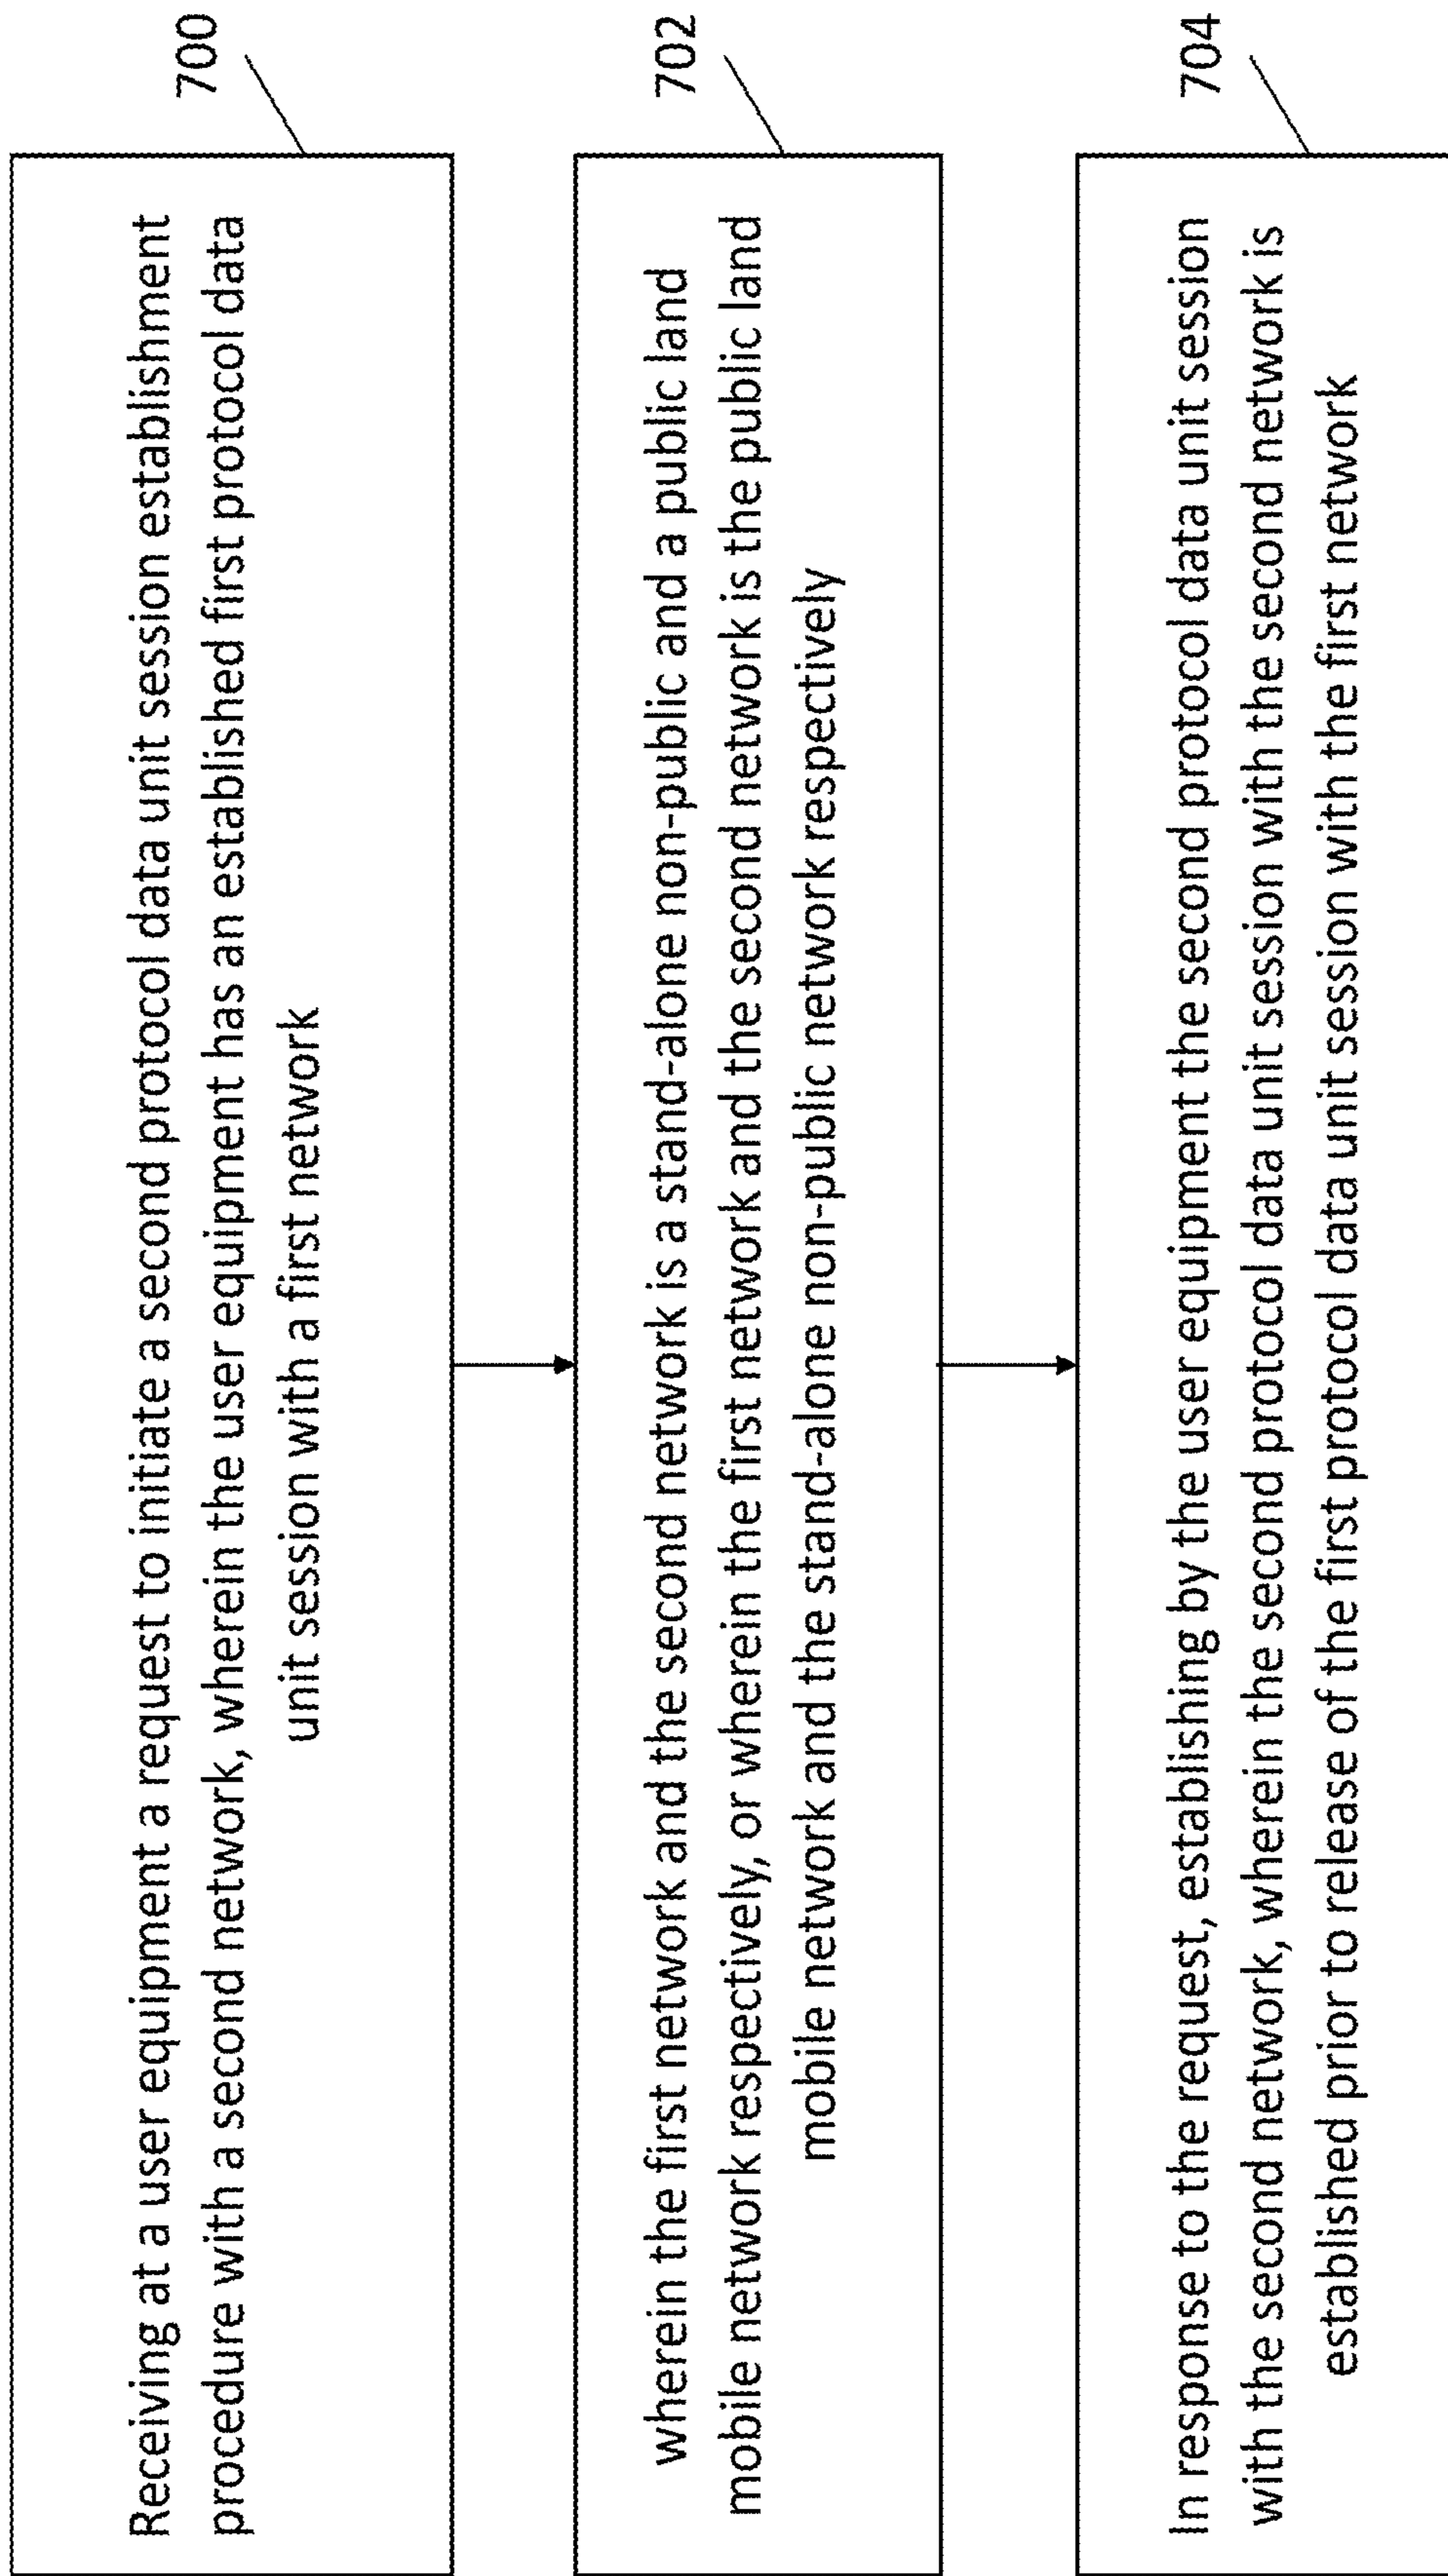 Receiving at a user equipment a request to initiate a second protocol data unit session establishment
procedure with a second network, wherein the user equipment has an established first protocol data
unit session with a first network
700
wherein the first network and the second network is a stand-alone non-public and a public land
mobile network respectively, or wherein the first network and the second network is the public land
mobile network and the stand-alone non-public network respectively
702
In response to the request, establishing by the user equipment the second protocol data unit session
with the second network, wherein the second protocol data unit session with the second network is
established prior to release of the first protocol data unit session with the first network
704